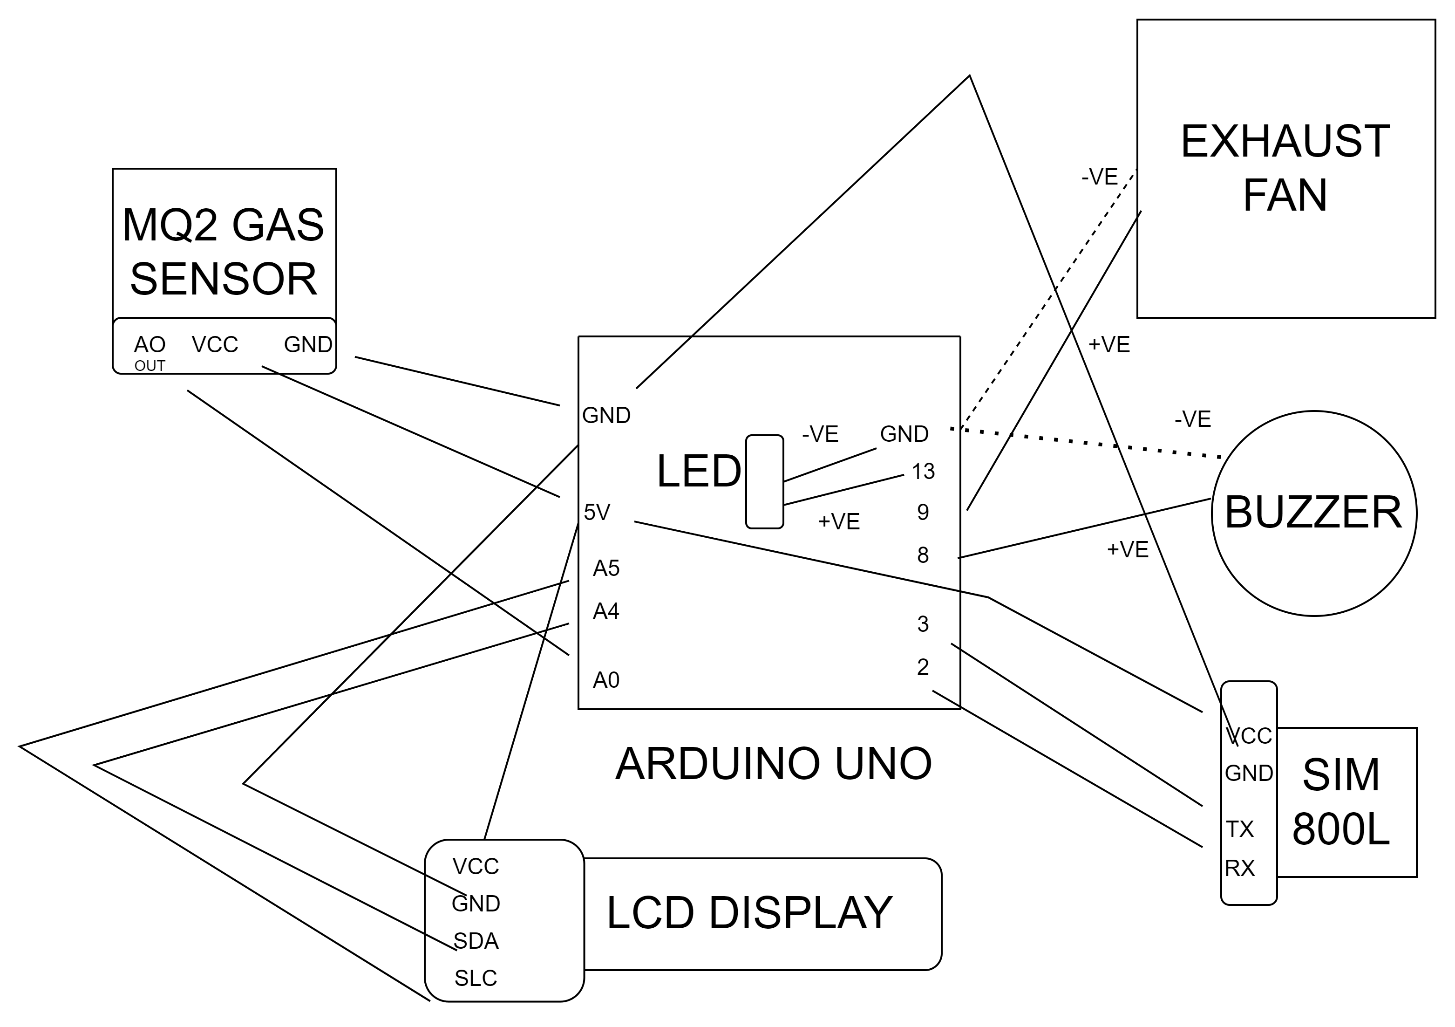 EXHAUST
FAN
-VE
+VE
MQ2 GAS
SENSOR
AO
OUT
VCC
GND
GND
5V
A5
A4
A0
LED
-VE
+VE
GND
13
9
8
3
2
ARDUINO UNO
-VE
BUZZER
+VE
VCC
GND
TX
RX
SIM
800L
VCC
GND
SDA
SLC
LCD DISPLAY